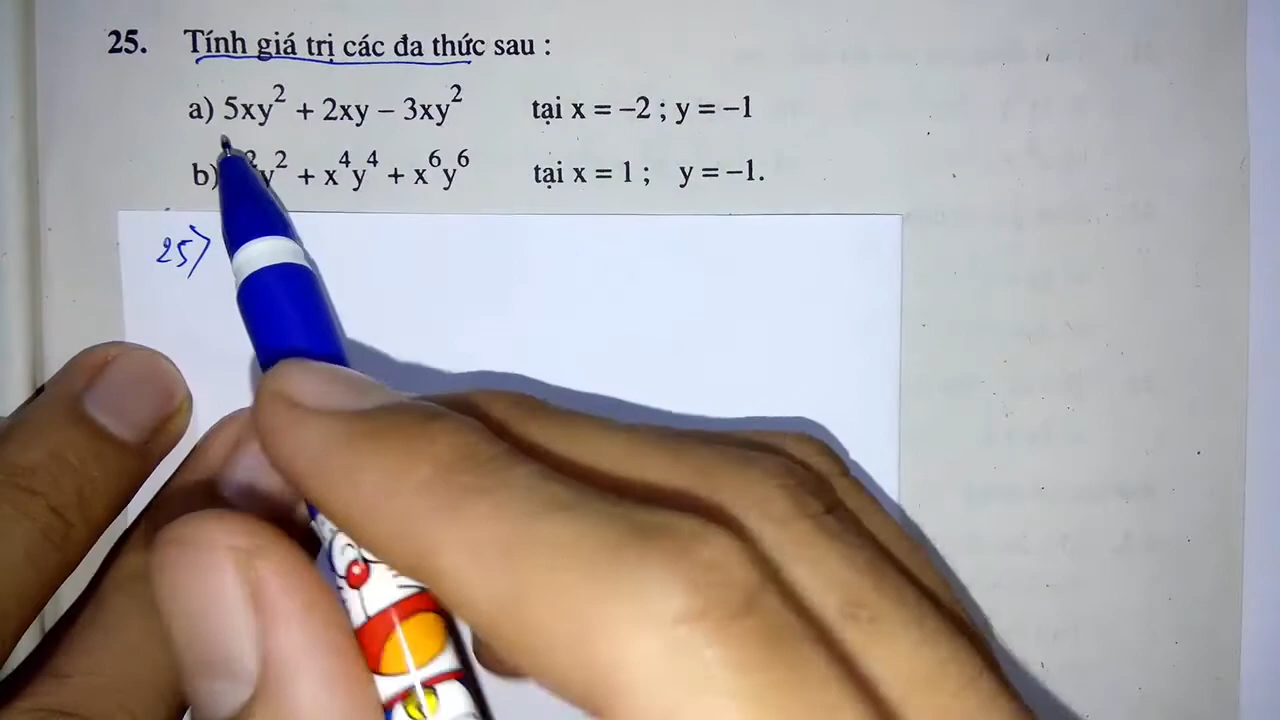 25. Tính giá trị các đa thức sau :
a) 5xy² + 2xy – 3xy² tại x = –2 ; y = –1
b) y² + x⁴y⁴ + x⁶y⁶ tại x = 1 ; y = –1.
25)